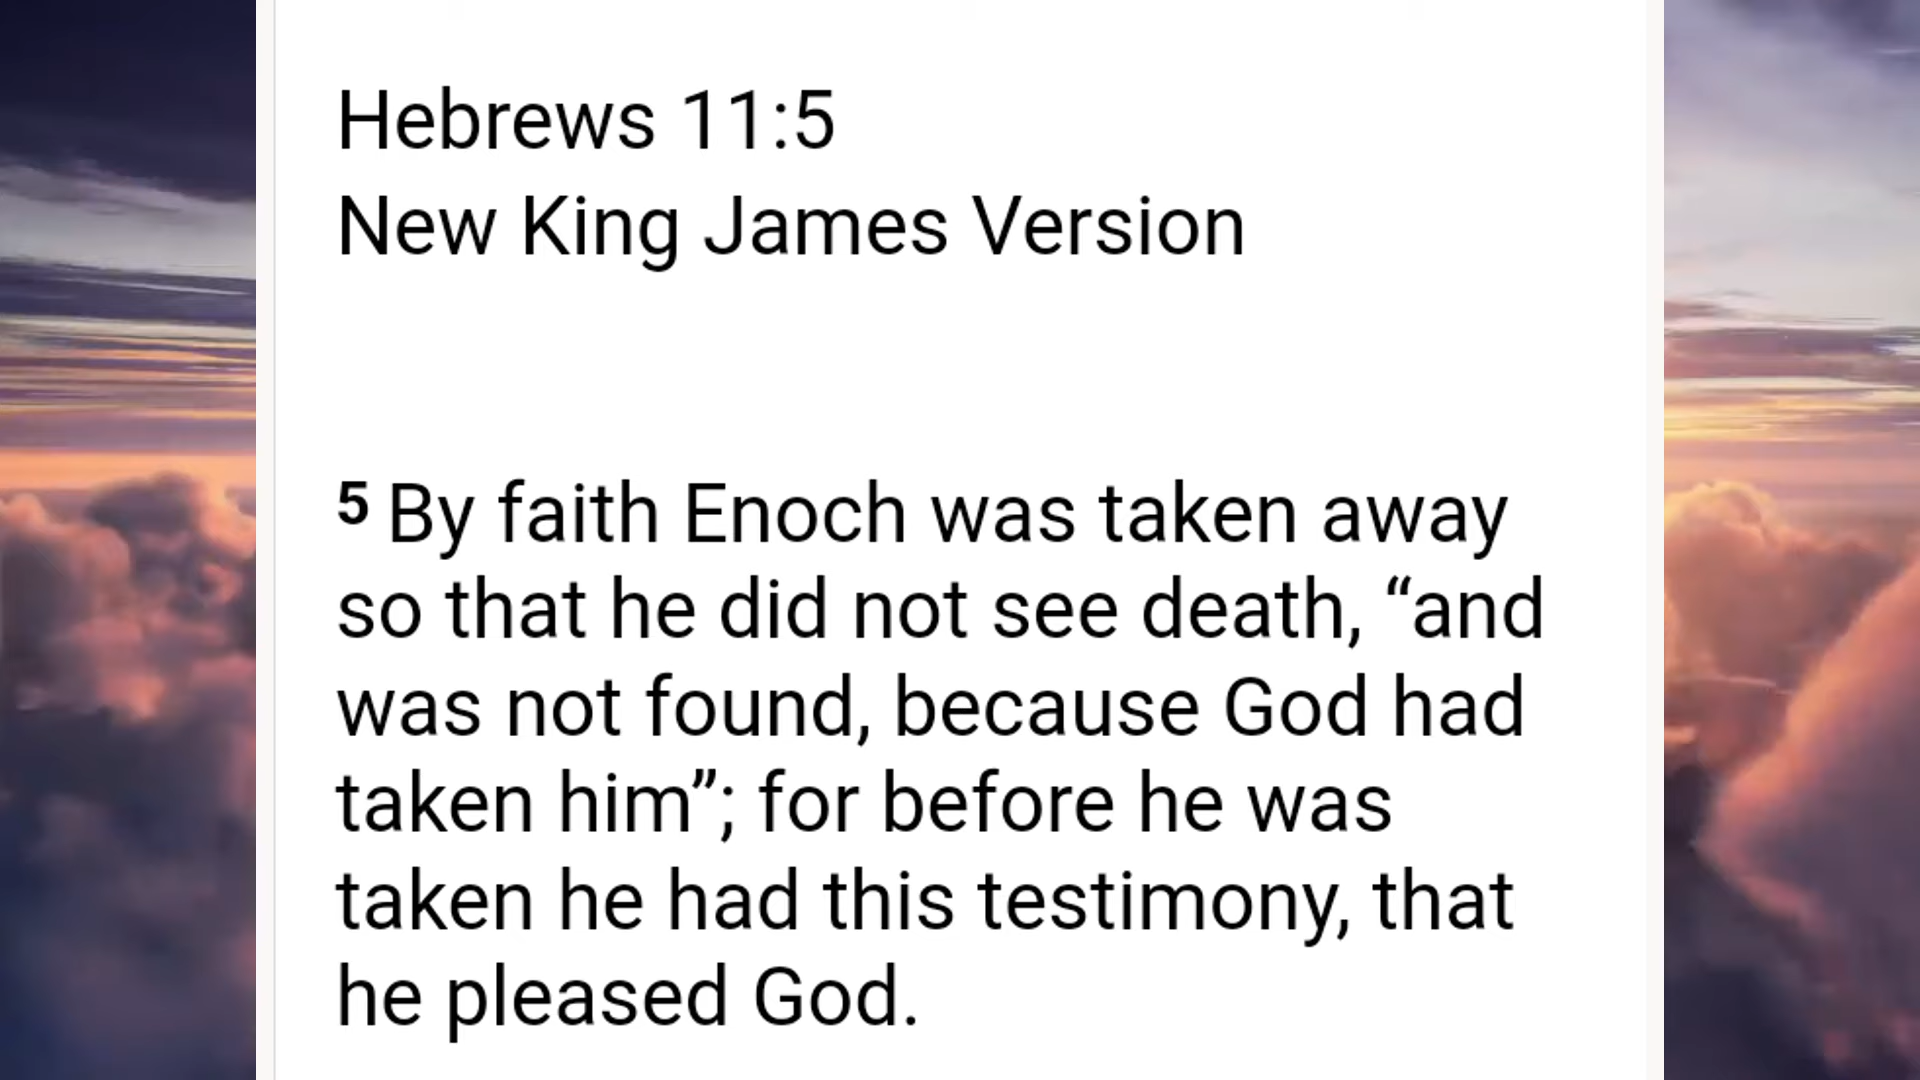 Hebrews 11:5
New King James Version
5 By faith Enoch was taken away
so that he did not see death, “and
was not found, because God had
taken him”; for before he was
taken he had this testimony, that
he pleased God.